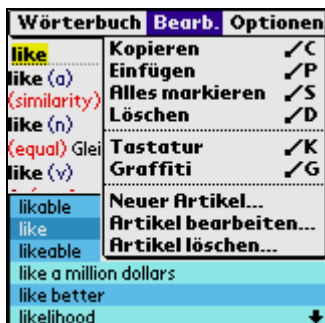 Wörterbuch Bearb. Optionen
like
like (a)
(similarity)
like (n)
(equal) Glei
like (v)
Kopieren /C
Einfügen /P
Alles markieren /S
Löschen /D
Tastatur /K
Graffiti /G
Neuer Artikel...
Artikel bearbeiten...
Artikel löschen...
likable
like
likeable
like a million dollars
like better
likelihood